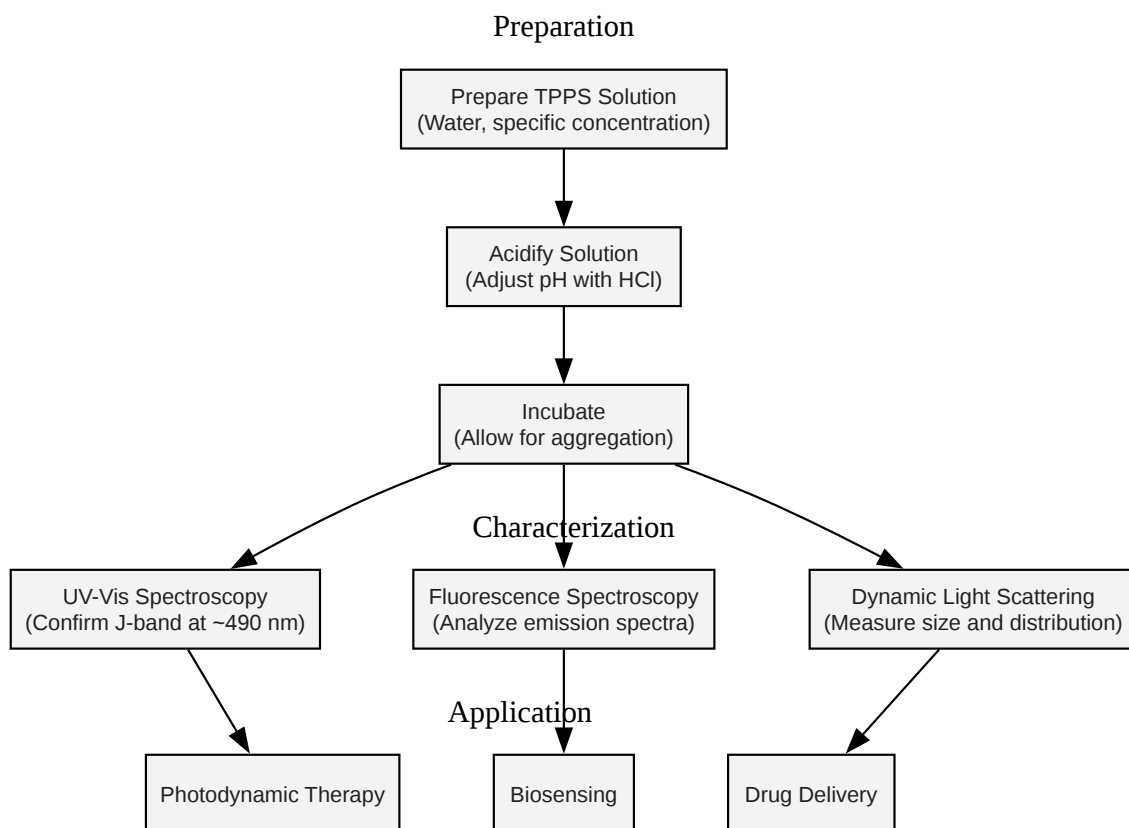 Preparation
Prepare TPPS Solution
(Water, specific concentration)
Acidify Solution
(Adjust pH with HCl)
Incubate
(Allow for aggregation)
Characterization
UV-Vis Spectroscopy
(Confirm J-band at ~490 nm)
Fluorescence Spectroscopy
(Analyze emission spectra)
Dynamic Light Scattering
(Measure size and distribution)
Application
Photodynamic Therapy
Biosensing
Drug Delivery